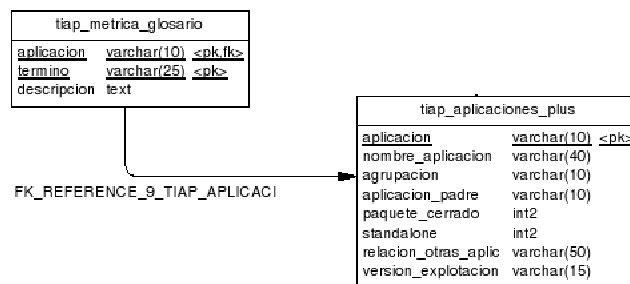 tiap_metrica_glosario
aplicacion varchar(10) <pk,fk>
termino varchar(25) <pk>
descripcion text
FK_REFERENCE_9_TIAP_APLICACI
tiap_aplicaciones_plus
aplicacion varchar(10) <pk>
nombre_aplicacion varchar(40)
agrupacion varchar(10)
aplicacion_padre varchar(10)
paquete_cerrado int2
standalone int2
relacion_otras_aplic varchar(50)
version_explotacion varchar(15)